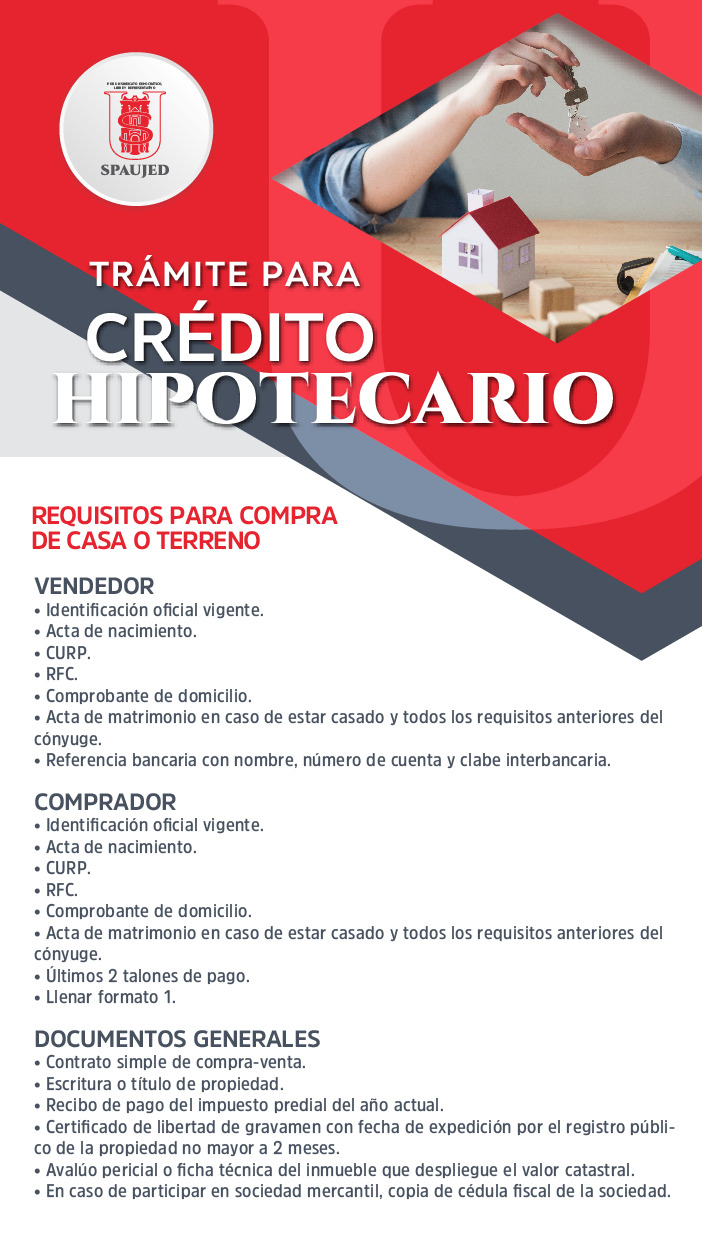 POR UN SINDICATO DEMOCRÁTICO,
LIBRE Y REPRESENTATIVO
SPAUJED
TRÁMITE PARA
CRÉDITO
HIPOTECARIO
REQUISITOS PARA COMPRA
DE CASA O TERRENO
VENDEDOR
• Identificación oficial vigente.
• Acta de nacimiento.
• CURP.
• RFC.
• Comprobante de domicilio.
• Acta de matrimonio en caso de estar casado y todos los requisitos anteriores del
cónyuge.
• Referencia bancaria con nombre, número de cuenta y clabe interbancaria.
COMPRADOR
• Identificación oficial vigente.
• Acta de nacimiento.
• CURP.
• RFC.
• Comprobante de domicilio.
• Acta de matrimonio en caso de estar casado y todos los requisitos anteriores del
cónyuge.
• Últimos 2 talones de pago.
• Llenar formato 1.
DOCUMENTOS GENERALES
• Contrato simple de compra-venta.
• Escritura o título de propiedad.
• Recibo de pago del impuesto predial del año actual.
• Certificado de libertad de gravamen con fecha de expedición por el registro públi-
co de la propiedad no mayor a 2 meses.
• Avalúo pericial o ficha técnica del inmueble que despliegue el valor catastral.
• En caso de participar en sociedad mercantil, copia de cédula fiscal de la sociedad.